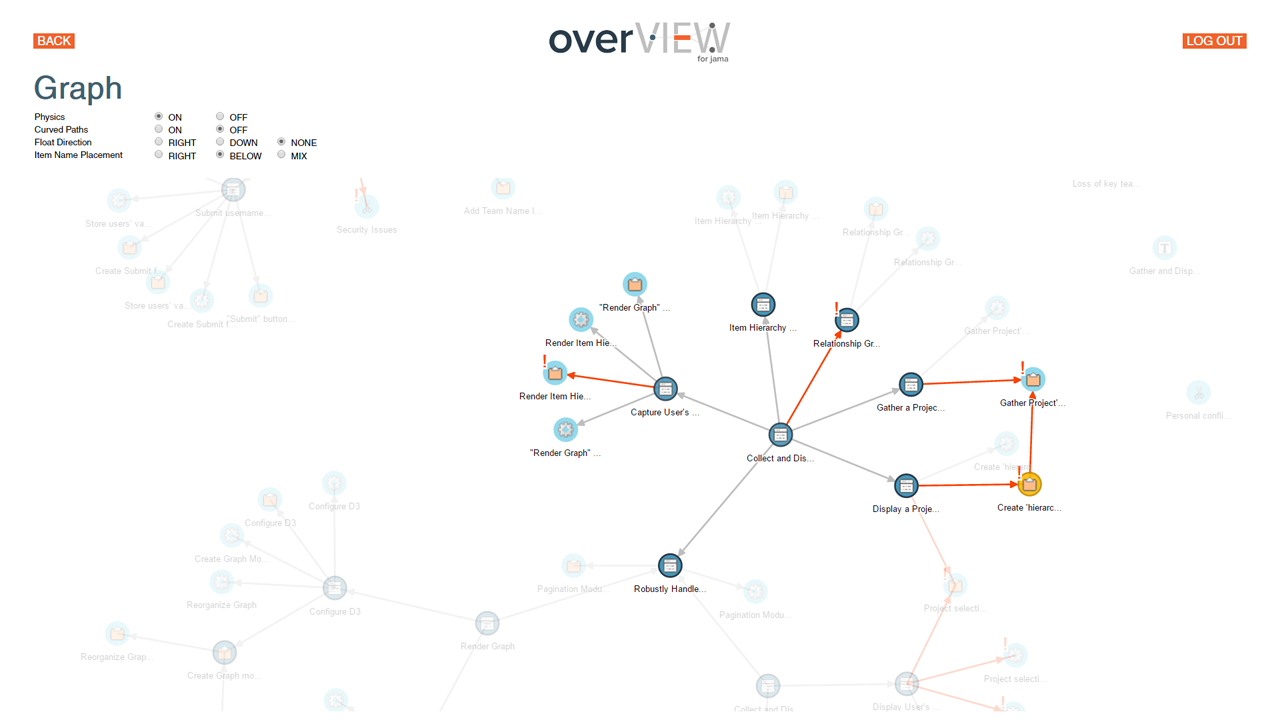 overVIEW
for jama
BACK
LOG OUT
Graph
Physics ON OFF
Curved Paths ON OFF
Float Direction RIGHT DOWN NONE
Item Name Placement RIGHT BELOW MIX
Loss of key tea...
Submit username...
Store users' va...
Add Team Name I...
Security Issues
Item Hierarchy ...
Item Hierarchy ...
Relationship Gr...
Relationship Gr...
Gather and Disp...
Create Submit f...
Store users' va...
Create Submit f...
"Submit" button...
"Render Graph" ...
Render Item Hie...
Item Hierarchy ...
Relationship Gr...
Gather Project'...
Render Item Hie...
Capture User's ...
Gather a Projec...
Gather Project'...
Personal confli...
"Render Graph" ...
Collect and Dis...
Create 'hierarc...
Display a Proje...
Create 'hierarc...
Configure D3
Configure D3
Create Graph Mo...
Reorganize Graph
Configure D3
Robustly Handle...
Pagination Modu...
Pagination Modu...
Project selecti...
Render Graph
Reorganize Grap...
Create Graph mo...
Project selecti...
Collect and Dis...
Display User's ...